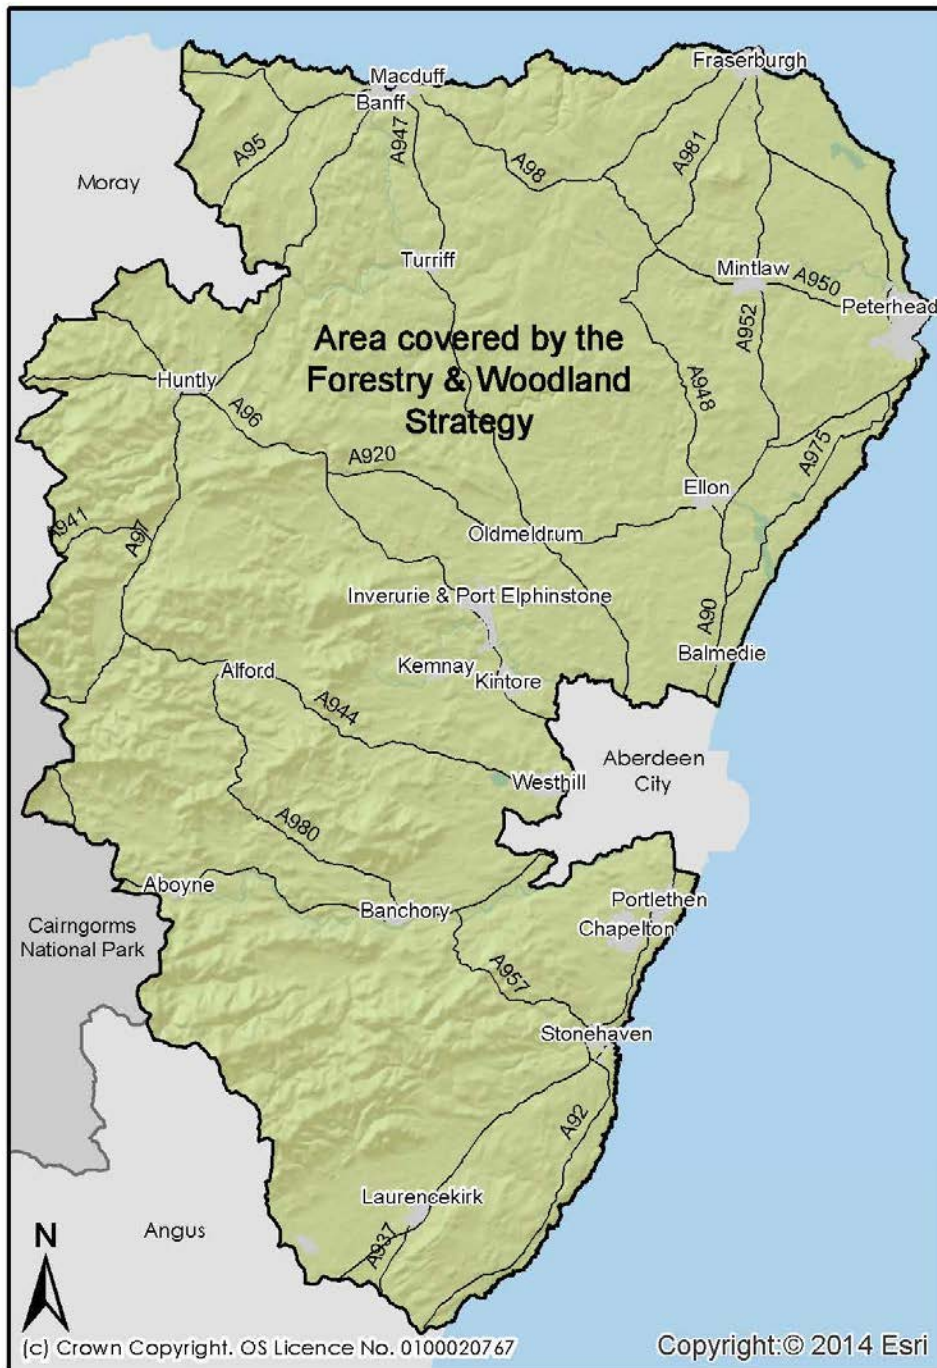 Fraserburgh
Macduff
Banff
A947
A95
A98
A981
Moray
Turriff
Mintlaw
A950
Peterhead
A952
Area covered by the
Forestry & Woodland
Strategy
Huntly
A96
A948
A920
A975
Ellon
A941
A97
Oldmeldrum
Inverurie & Port Elphinstone
A90
Balmedie
Kemnay
Kintore
Alford
A944
Aberdeen
City
Westhill
A980
Aboyne
Banchory
Portlethen
Chapelton
Cairngorms
National Park
A957
Stonehaven
A92
Laurencekirk
A937
Angus
N
(c) Crown Copyright. OS Licence No. 0100020767
Copyright:© 2014 Esri